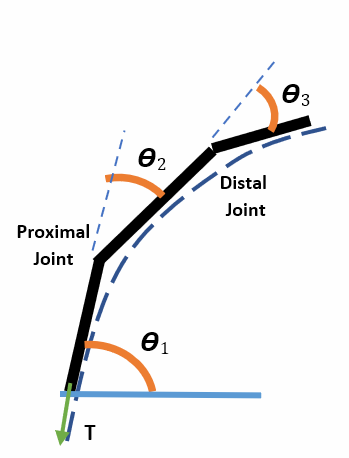 θ3
θ2
Distal
Joint
Proximal
Joint
θ1
T